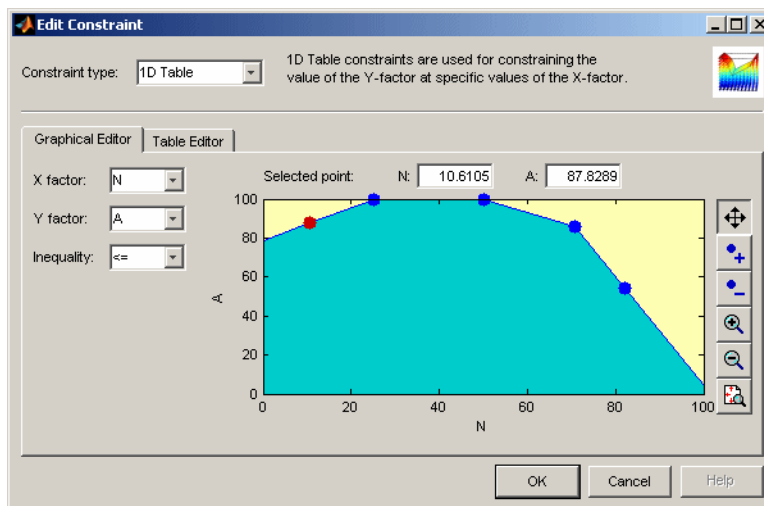 Edit Constraint
Constraint type: 1D Table
1D Table constraints are used for constraining the
value of the Y-factor at specific values of the X-factor.
Graphical Editor Table Editor
X factor: N
Y factor: A
Inequality: <=
Selected point: N: 10.6105 A: 87.8289
100
80
60
40
20
0
A
0 20 40 60 80 100
N
OK Cancel Help